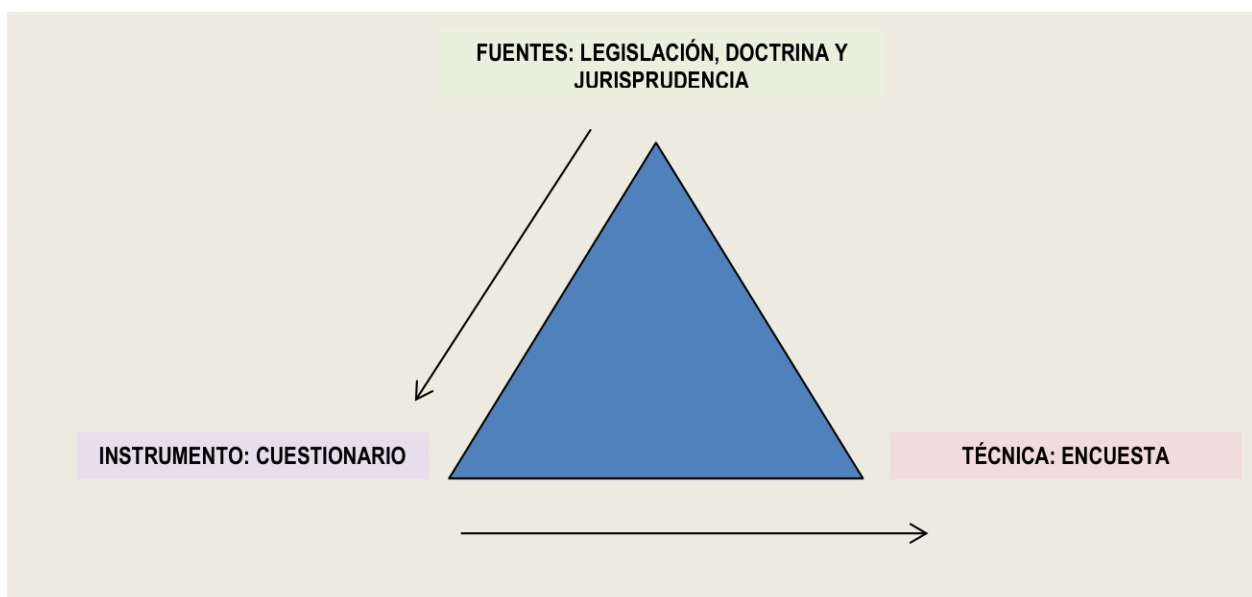 FUENTES: LEGISLACIÓN, DOCTRINA Y
JURISPRUDENCIA
INSTRUMENTO: CUESTIONARIO
TÉCNICA: ENCUESTA